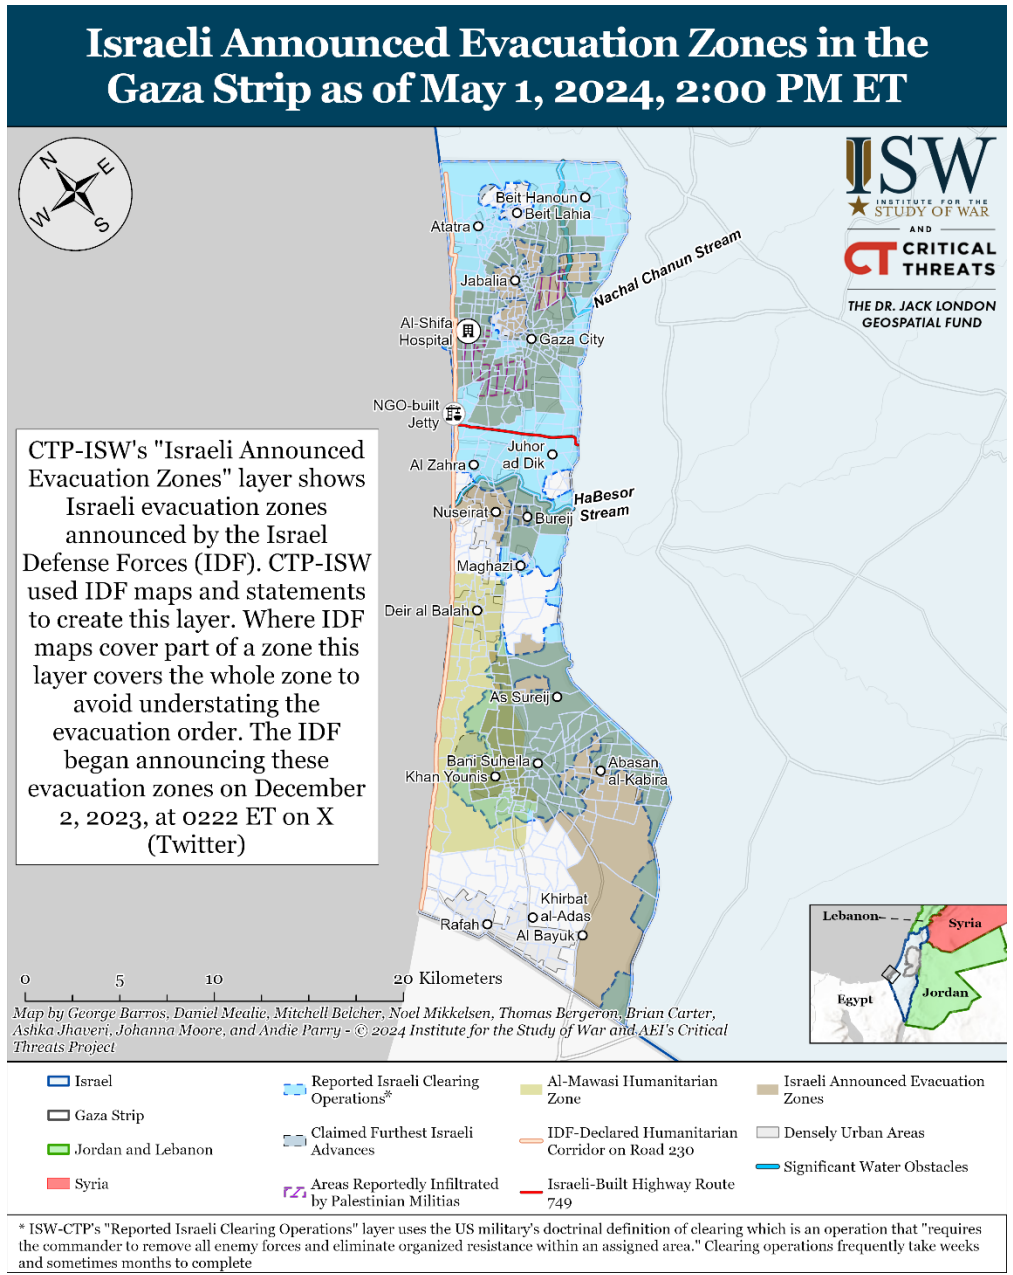 Israeli Announced Evacuation Zones in the
Gaza Strip as of May 1, 2024, 2:00 PM ET
N
E
W
S
ISW
INSTITUTE FOR THE
STUDY OF WAR
AND
CT CRITICAL
THREATS
THE DR. JACK LONDON
GEOSPATIAL FUND
Beit Hanoun
Beit Lahia
Atatra
Nachal Chanun Stream
Jabalia
Al-Shifa
Hospital
Gaza City
NGO-built
Jetty
Juhor
ad Dik
Al Zahra
HaBesor
Stream
Nuseirat
Bureij
Maghazi
Deir al Balah
As Sureij
Bani Suheila
Khan Younis
Abasan
al-Kabira
Khirbat
al-Adas
Rafah
Al Bayuk
CTP-ISW's "Israeli Announced
Evacuation Zones" layer shows
Israeli evacuation zones
announced by the Israel
Defense Forces (IDF). CTP-ISW
used IDF maps and statements
to create this layer. Where IDF
maps cover part of a zone this
layer covers the whole zone to
avoid understating the
evacuation order. The IDF
began announcing these
evacuation zones on December
2, 2023, at 0222 ET on X
(Twitter)
Lebanon
Syria
Egypt
Jordan
0 5 10 20 Kilometers
Map by George Barros, Daniel Mealie, Mitchell Belcher, Noel Mikkelsen, Thomas Bergeron, Brian Carter,
Ashka Jhaveri, Johanna Moore, and Andie Parry - © 2024 Institute for the Study of War and AEI's Critical
Threats Project
Israel
Gaza Strip
Jordan and Lebanon
Syria
Reported Israeli Clearing
Operations*
Claimed Furthest Israeli
Advances
Areas Reportedly Infiltrated
by Palestinian Militias
Al-Mawasi Humanitarian
Zone
IDF-Declared Humanitarian
Corridor on Road 230
Israeli-Built Highway Route
749
Israeli Announced Evacuation
Zones
Densely Urban Areas
Significant Water Obstacles
* ISW-CTP's "Reported Israeli Clearing Operations" layer uses the US military's doctrinal definition of clearing which is an operation that "requires
the commander to remove all enemy forces and eliminate organized resistance within an assigned area." Clearing operations frequently take weeks
and sometimes months to complete